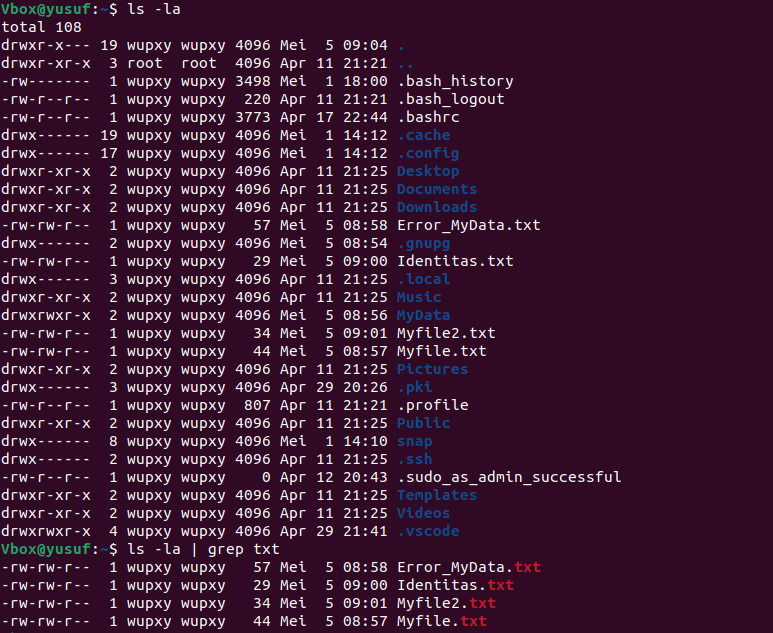 Vbox@yusuf:~$ ls -la
total 108
drwxr-x--- 19 wupxy wupxy 4096 Mei  5 09:04 .
drwxr-xr-x  3 root  root  4096 Apr 11 21:21 ..
-rw-------  1 wupxy wupxy 3498 Mei  1 18:00 .bash_history
-rw-r--r--  1 wupxy wupxy  220 Apr 11 21:21 .bash_logout
-rw-r--r--  1 wupxy wupxy 3773 Apr 17 22:44 .bashrc
drwx------ 19 wupxy wupxy 4096 Mei  1 14:12 .cache
drwx------ 17 wupxy wupxy 4096 Mei  1 14:12 .config
drwxr-xr-x  2 wupxy wupxy 4096 Apr 11 21:25 Desktop
drwxr-xr-x  2 wupxy wupxy 4096 Apr 11 21:25 Documents
drwxr-xr-x  2 wupxy wupxy 4096 Apr 11 21:25 Downloads
-rw-rw-r--  1 wupxy wupxy   57 Mei  5 08:58 Error_MyData.txt
drwx------  2 wupxy wupxy 4096 Mei  5 08:54 .gnupg
-rw-rw-r--  1 wupxy wupxy   29 Mei  5 09:00 Identitas.txt
drwx------  3 wupxy wupxy 4096 Apr 11 21:25 .local
drwxr-xr-x  2 wupxy wupxy 4096 Apr 11 21:25 Music
drwxrwxr-x  2 wupxy wupxy 4096 Mei  5 08:56 MyData
-rw-rw-r--  1 wupxy wupxy   34 Mei  5 09:01 Myfile2.txt
-rw-rw-r--  1 wupxy wupxy   44 Mei  5 08:57 Myfile.txt
drwxr-xr-x  2 wupxy wupxy 4096 Apr 11 21:25 Pictures
drwx------  3 wupxy wupxy 4096 Apr 29 20:26 .pki
-rw-r--r--  1 wupxy wupxy  807 Apr 11 21:21 .profile
drwxr-xr-x  2 wupxy wupxy 4096 Apr 11 21:25 Public
drwx------  8 wupxy wupxy 4096 Mei  1 14:10 snap
drwx------  2 wupxy wupxy 4096 Apr 11 21:25 .ssh
-rw-r--r--  1 wupxy wupxy    0 Apr 12 20:43 .sudo_as_admin_successful
drwxr-xr-x  2 wupxy wupxy 4096 Apr 11 21:25 Templates
drwxr-xr-x  2 wupxy wupxy 4096 Apr 11 21:25 Videos
drwxrwxr-x  4 wupxy wupxy 4096 Apr 29 21:41 .vscode
Vbox@yusuf:~$ ls -la | grep txt
-rw-rw-r--  1 wupxy wupxy   57 Mei  5 08:58 Error_MyData.txt
-rw-rw-r--  1 wupxy wupxy   29 Mei  5 09:00 Identitas.txt
-rw-rw-r--  1 wupxy wupxy   34 Mei  5 09:01 Myfile2.txt
-rw-rw-r--  1 wupxy wupxy   44 Mei  5 08:57 Myfile.txt